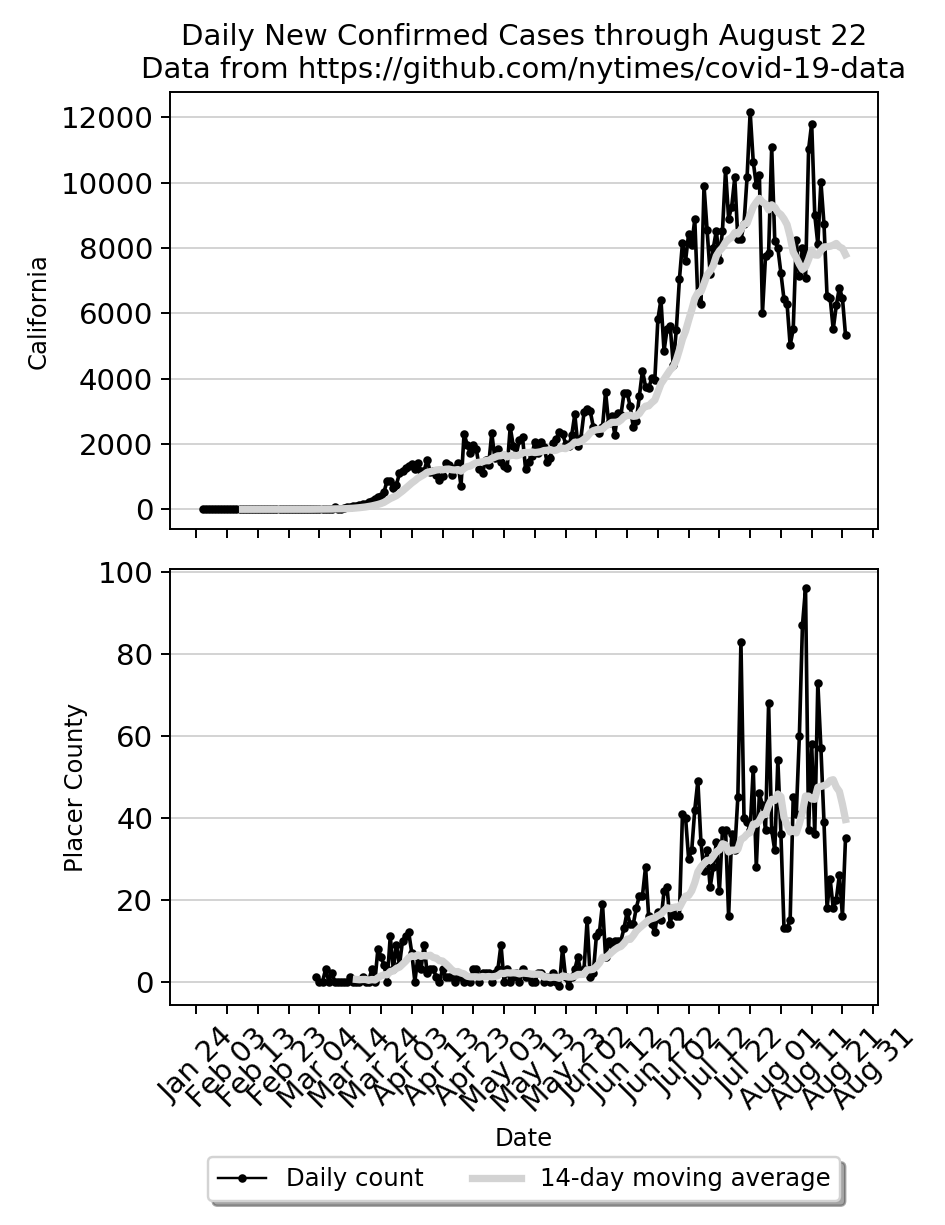 Daily New Confirmed Cases through August 22
Data from https://github.com/nytimes/covid-19-data
12000
10000
8000
6000
4000
2000
0
California
100
80
60
40
20
0
Placer County
Jan 24
Feb 03
Feb 13
Feb 23
Mar 04
Mar 14
Mar 24
Apr 03
Apr 13
Apr 23
May 03
May 13
May 23
Jun 02
Jun 12
Jun 22
Jul 02
Jul 12
Jul 22
Aug 01
Aug 11
Aug 21
Aug 31
Date
Daily count
14-day moving average